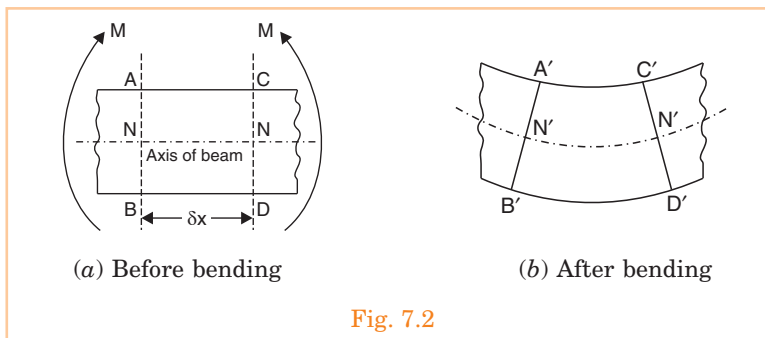 M M
A C A′ C′
N N N′ N′
Axis of beam
B δx D B′ D′
(a) Before bending (b) After bending
Fig. 7.2